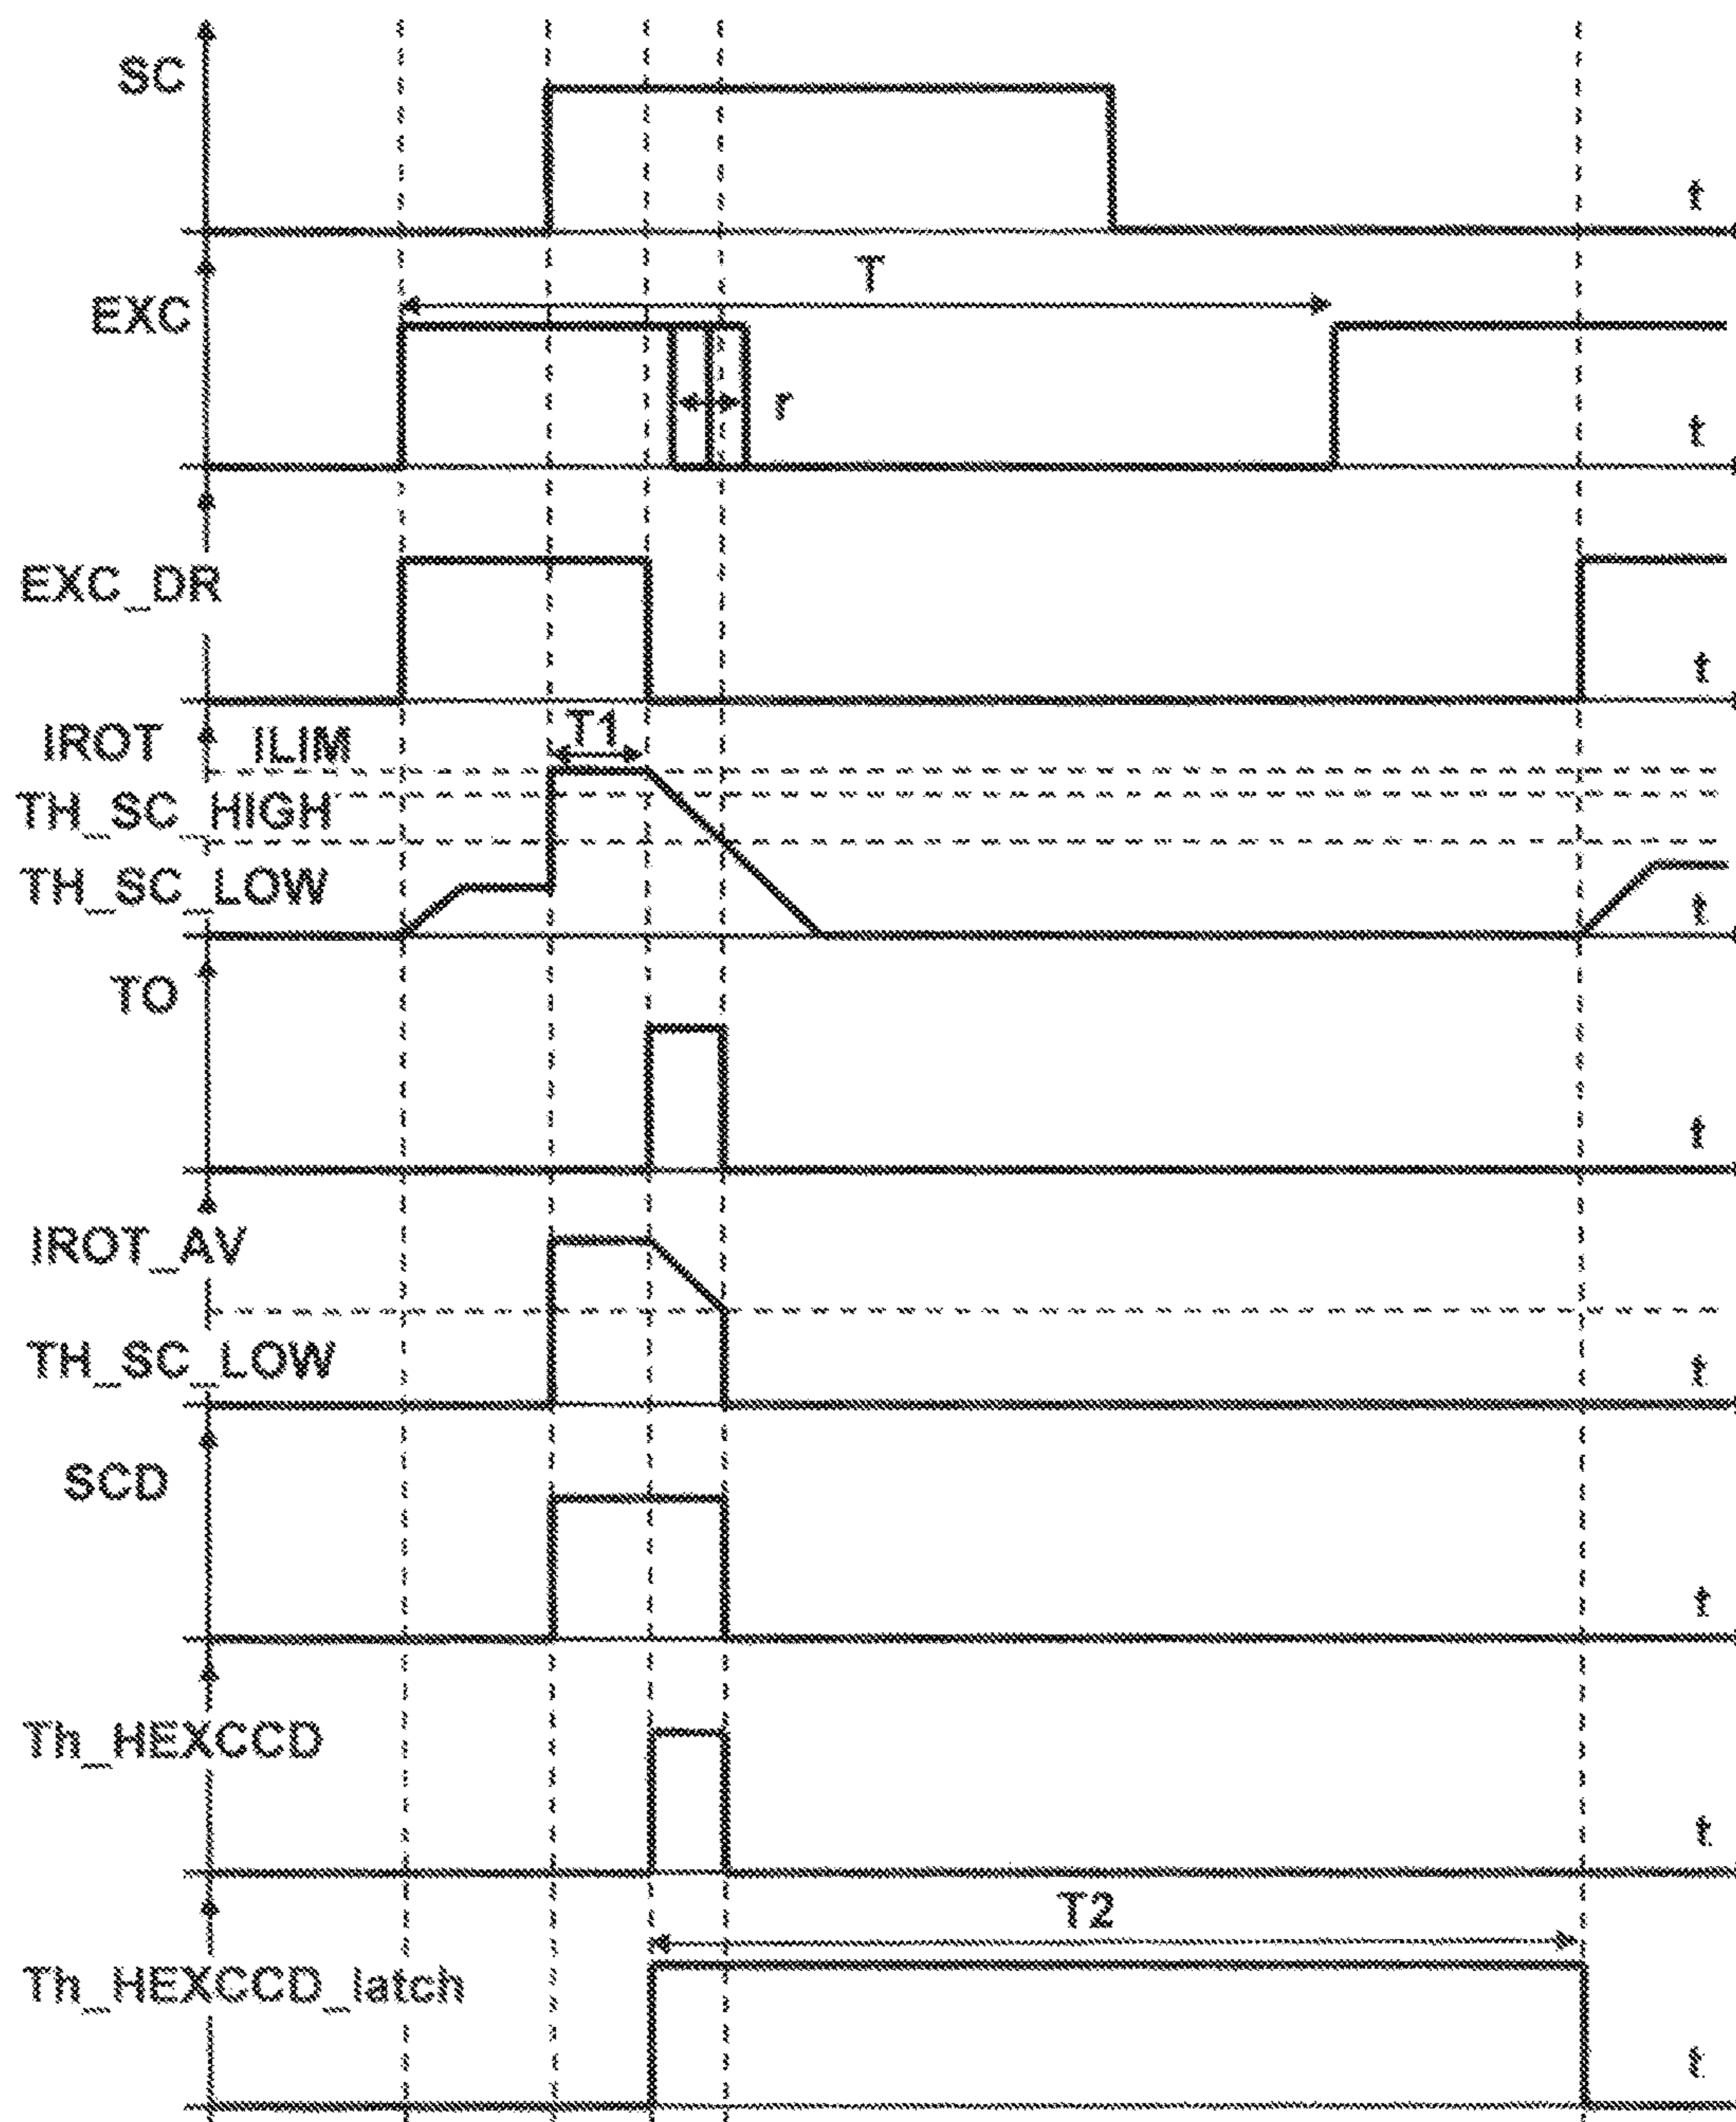 SC
t
T
EXC
r
t
EXC_DR
t
IROT ILIM T1
TH_SC_HIGH
TH_SC_LOW
t
TO
t
IROT_AV
TH_SC_LOW
t
SCD
t
Th_HEXCCD
t
T2
Th_HEXCCD_latch
t